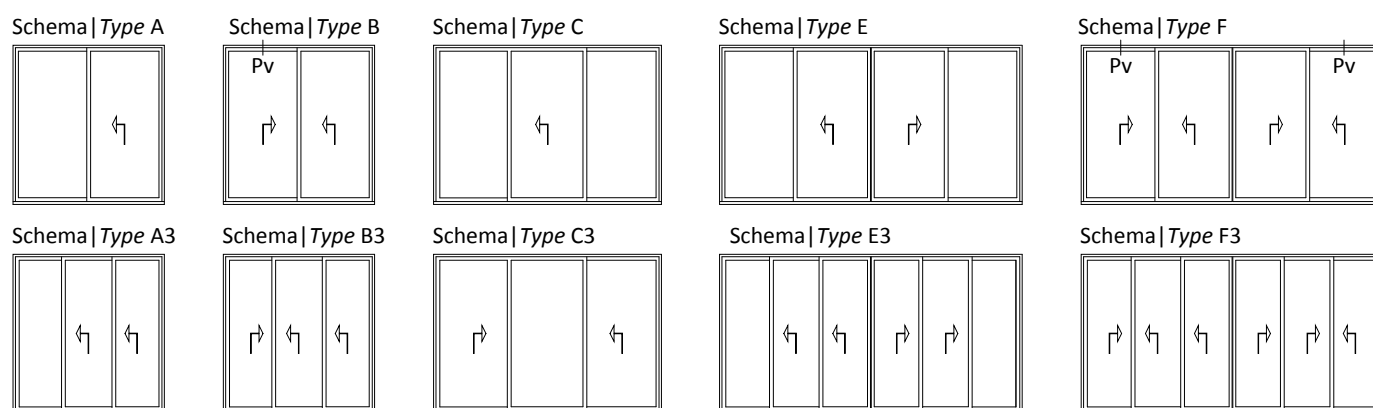 Schema|Type A
Schema|Type B
Schema|Type C
Schema|Type E
Schema|Type F
Pv
Pv
Pv
Schema|Type A3
Schema|Type B3
Schema|Type C3
Schema|Type E3
Schema|Type F3